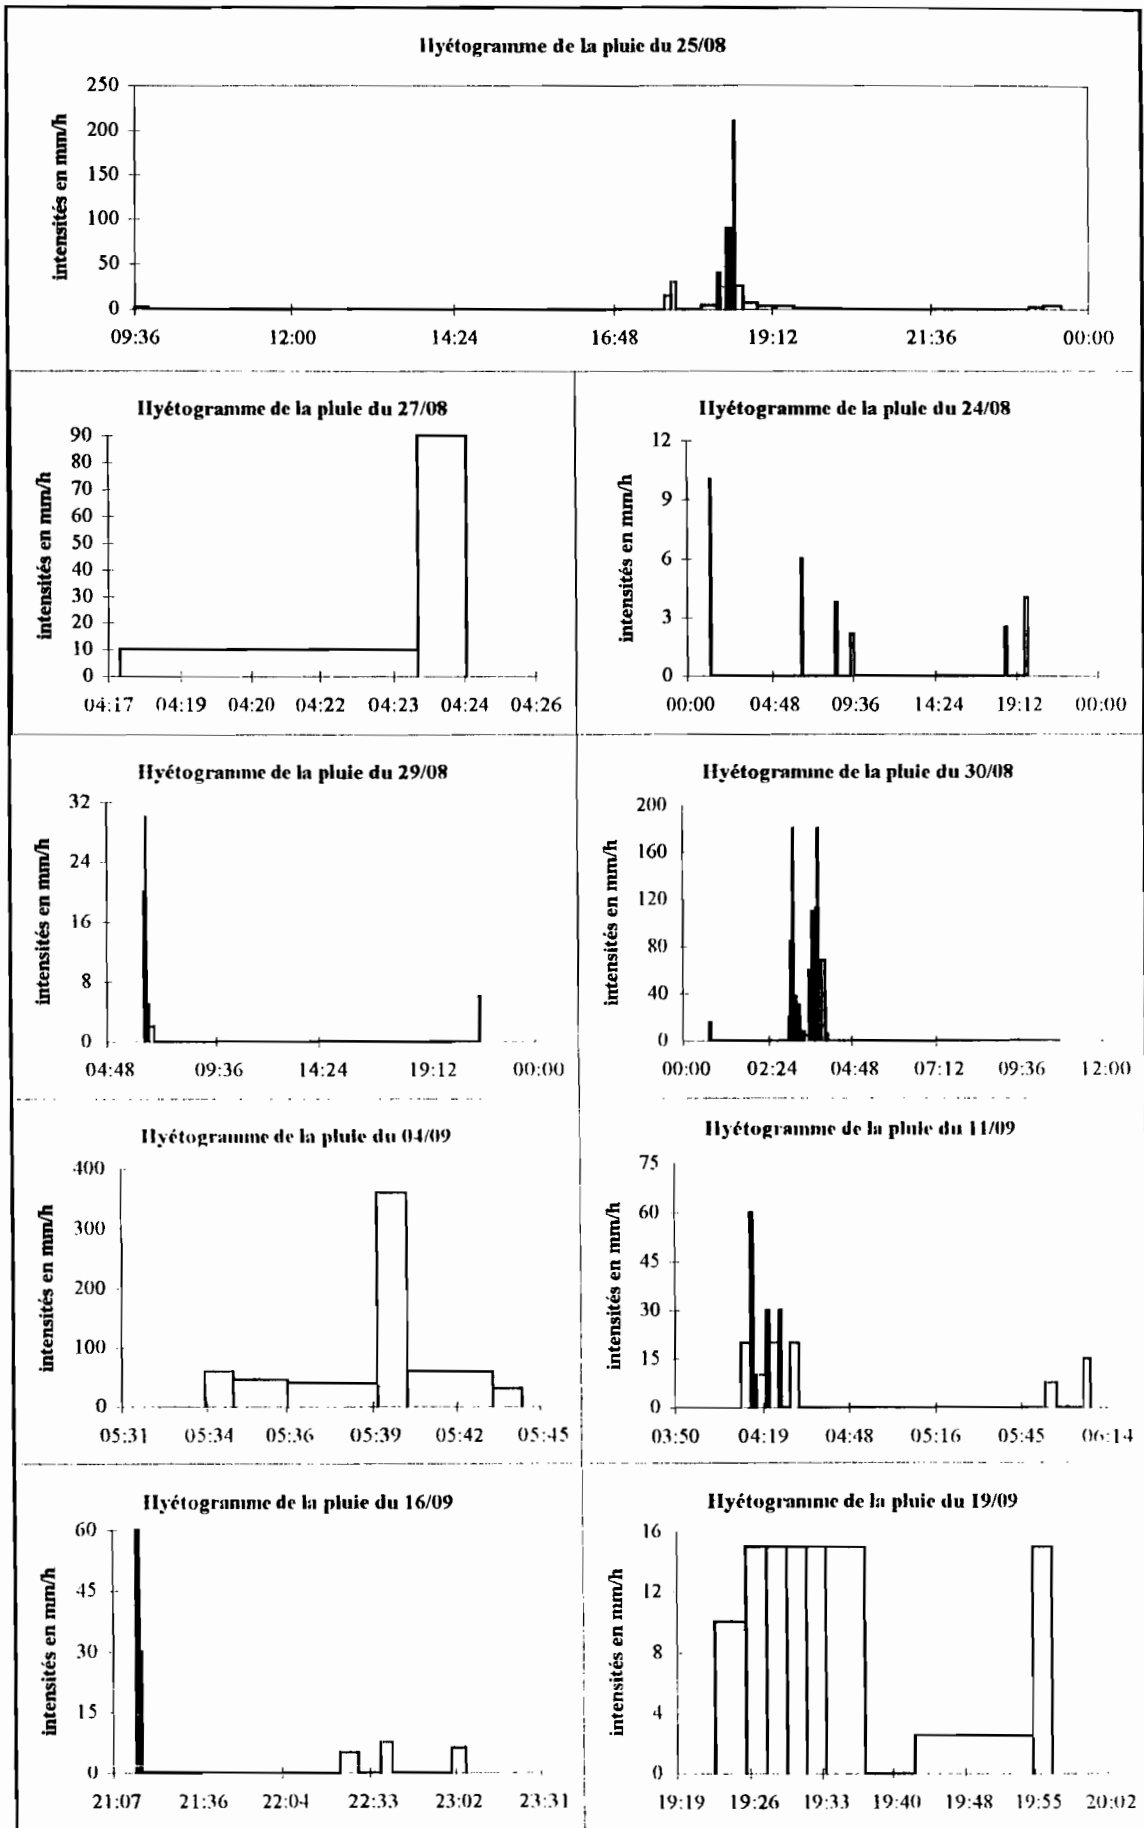 Hyétogramme de la pluie du 25/08
intensités en mm/h
250
200
150
100
50
0
09:36 12:00 14:24 16:48 19:12 21:36 00:00
Hyétogramme de la pluie du 27/08
intensités en mm/h
90
80
70
60
50
40
30
20
10
0
04:17 04:19 04:20 04:22 04:23 04:24 04:26
Hyétogramme de la pluie du 24/08
intensités en mm/h
12
9
6
3
0
00:00 04:48 09:36 14:24 19:12 00:00
Hyétogramme de la pluie du 29/08
intensités en mm/h
32
24
16
8
0
04:48 09:36 14:24 19:12 00:00
Hyétogramme de la pluie du 30/08
intensités en mm/h
200
160
120
80
40
0
00:00 02:24 04:48 07:12 09:36 12:00
Hyétogramme de la pluie du 04/09
intensités en mm/h
400
300
200
100
0
05:31 05:34 05:36 05:39 05:42 05:45
Hyétogramme de la pluie du 11/09
intensités en mm/h
75
60
45
30
15
0
03:50 04:19 04:48 05:16 05:45 06:14
Hyétogramme de la pluie du 16/09
intensités en mm/h
60
45
30
15
0
21:07 21:36 22:04 22:33 23:02 23:31
Hyétogramme de la pluie du 19/09
intensités en mm/h
16
12
8
4
0
19:19 19:26 19:33 19:40 19:48 19:55 20:02